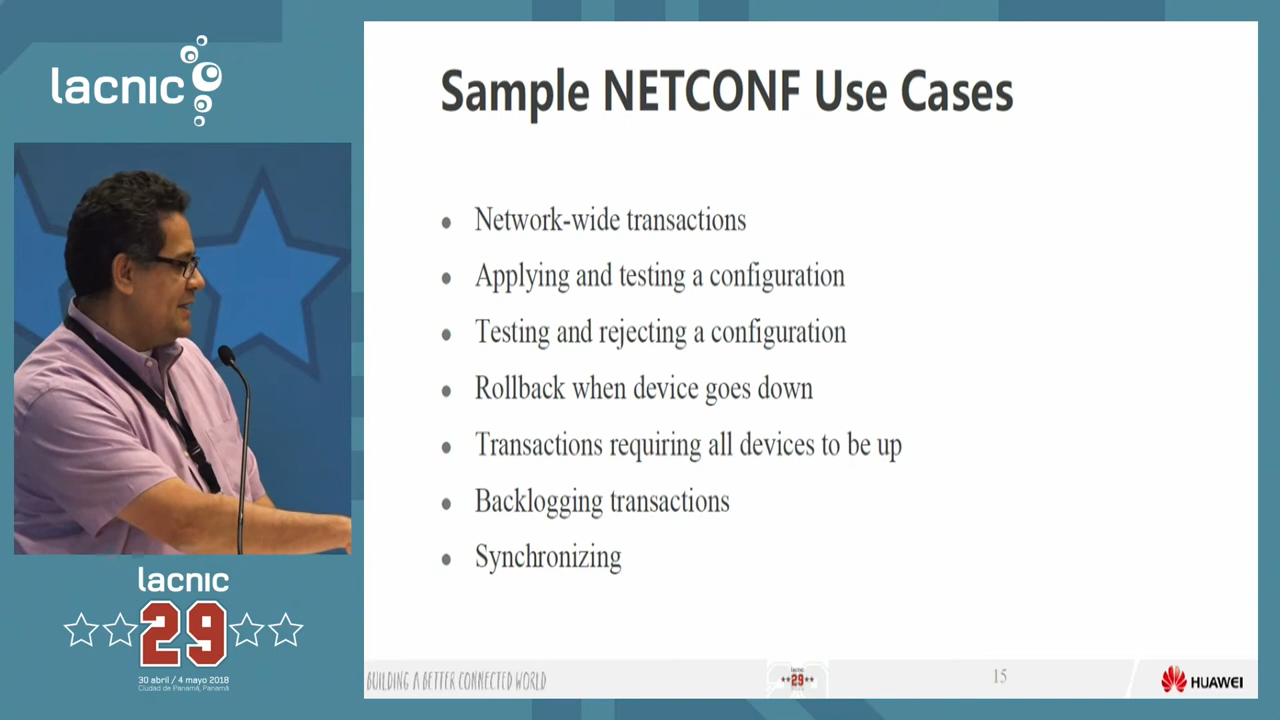 lacnic
Sample NETCONF Use Cases
• Network-wide transactions
• Applying and testing a configuration
• Testing and rejecting a configuration
• Rollback when device goes down
• Transactions requiring all devices to be up
• Backlogging transactions
• Synchronizing
lacnic
29
30 abril / 4 mayo 2018
Ciudad de Panamá, Panamá
BUILDING A BETTER CONNECTED WORLD
lacnic
29
15
HUAWEI